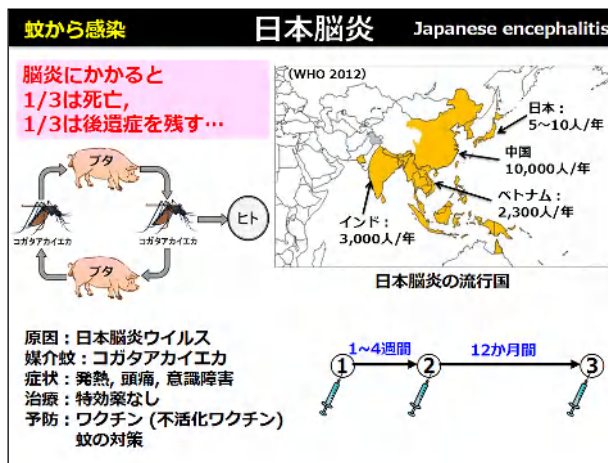 蚊から感染
日本脳炎
Japanese encephalitis
脳炎にかかると
1/3は死亡,
1/3は後遺症を残す…
ブタ
コガタアカイエカ
コガタアカイエカ
ヒト
ブタ
(WHO 2012)
日本:
5~10人/年
中国
10,000人/年
ベトナム:
2,300人/年
インド:
3,000人/年
日本脳炎の流行国
原因:日本脳炎ウイルス
媒介蚊:コガタアカイエカ
症状:発熱, 頭痛, 意識障害
治療:特効薬なし
予防:ワクチン (不活化ワクチン)
蚊の対策
1~4週間
12か月間
①
②
③